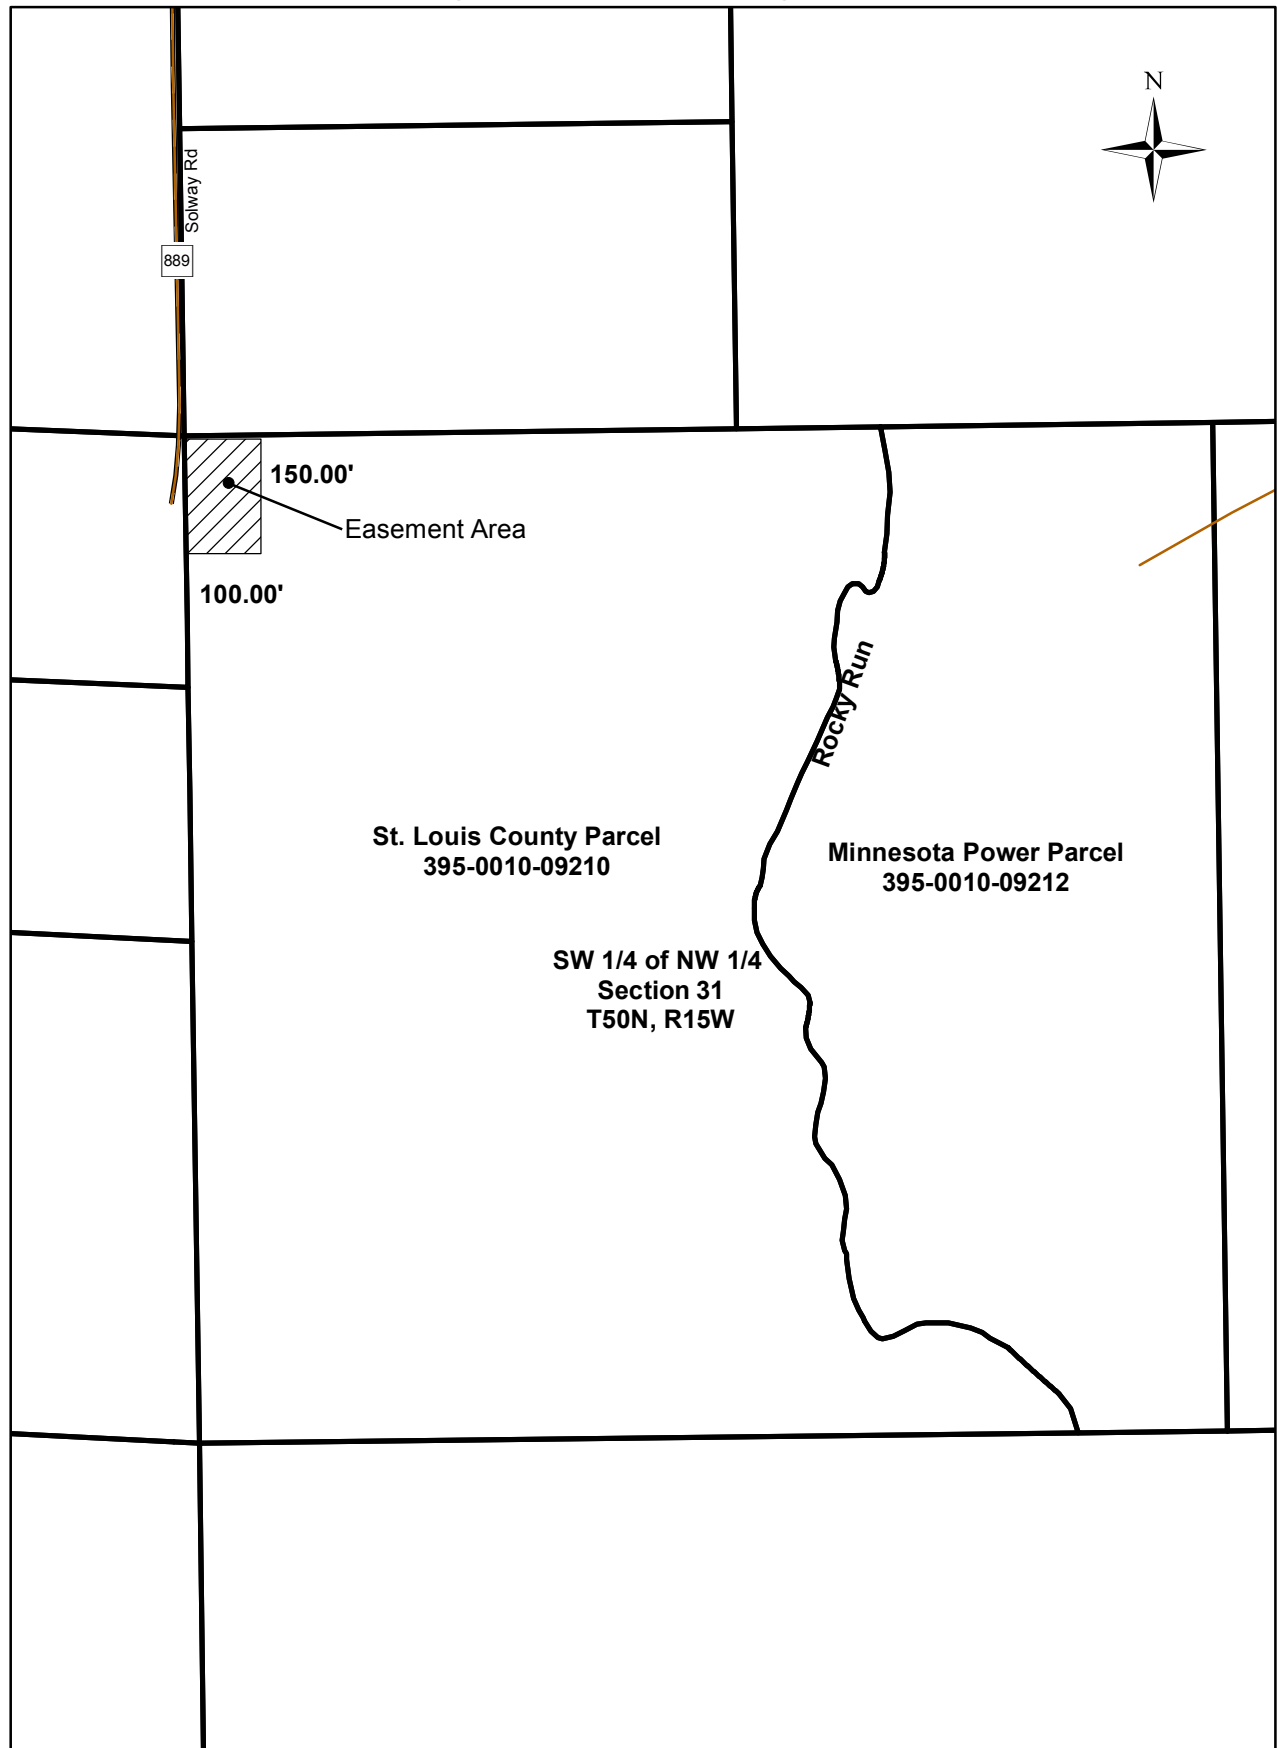 N
Solway Rd
889
150.00'
Easement Area
100.00'
Rocky Run
St. Louis County Parcel
395-0010-09210
Minnesota Power Parcel
395-0010-09212
SW 1/4 of NW 1/4
Section 31
T50N, R15W